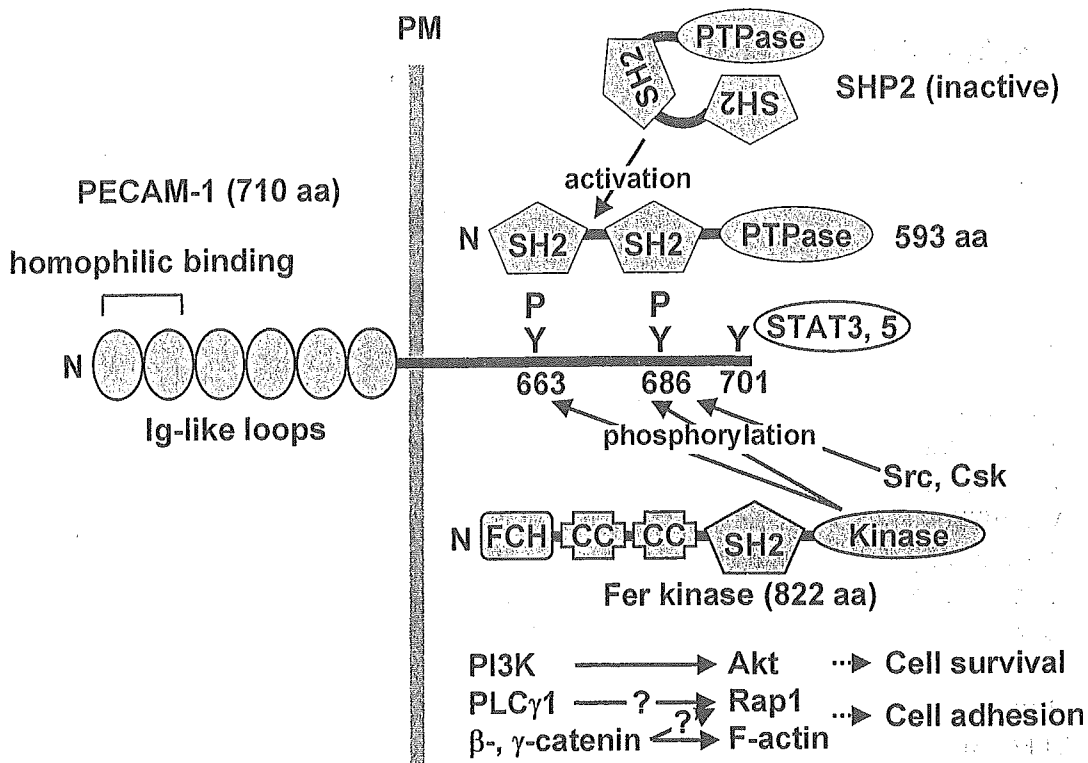 PM
PTPase
SH2
SH2
SHP2 (inactive)
activation
PECAM-1 (710 aa)
N SH2 SH2 PTPase 593 aa
homophilic binding
P P
Y Y Y STAT3, 5
N
663 686 701
Ig-like loops
phosphorylation
Src, Csk
N FCH CC CC SH2 Kinase
Fer kinase (822 aa)
PI3K Akt Cell survival
PLCγ1 ? Rap1
? Cell adhesion
β-, γ-catenin F-actin